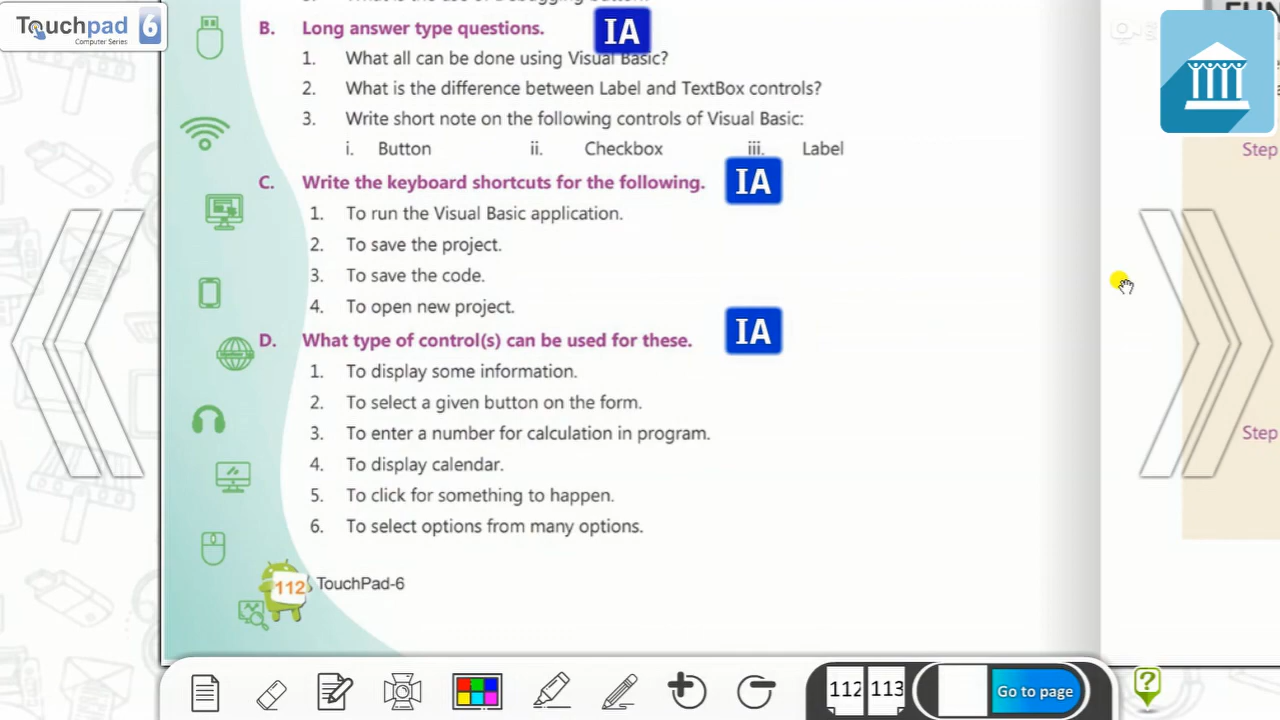 Touchpad 6
Computer Series
FUN
B. Long answer type questions. IA
1. What all can be done using Visual Basic?
2. What is the difference between Label and TextBox controls?
3. Write short note on the following controls of Visual Basic:
i. Button ii. Checkbox iii. Label
C. Write the keyboard shortcuts for the following. IA
1. To run the Visual Basic application.
2. To save the project.
3. To save the code.
4. To open new project.
D. What type of control(s) can be used for these. IA
1. To display some information.
2. To select a given button on the form.
3. To enter a number for calculation in program.
4. To display calendar.
5. To click for something to happen.
6. To select options from many options.
112 TouchPad-6
Step
Step
112 113 Go to page
?